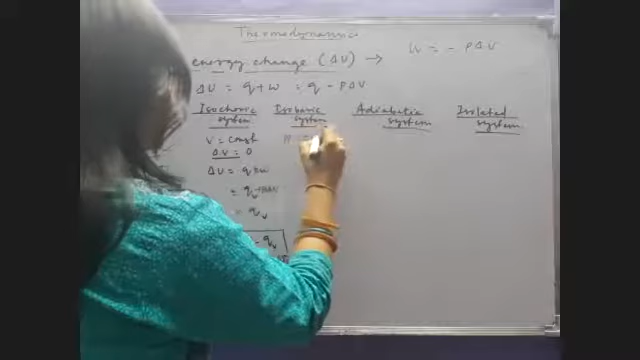 Thermodynamics
energy change (ΔU) → W = - PΔV
ΔU = q + w = q - PΔV
Isochoric system
V = Const
ΔV = 0
ΔU = q
= qv
= qv
Isobaric system
Adiabatic system
Isolated system